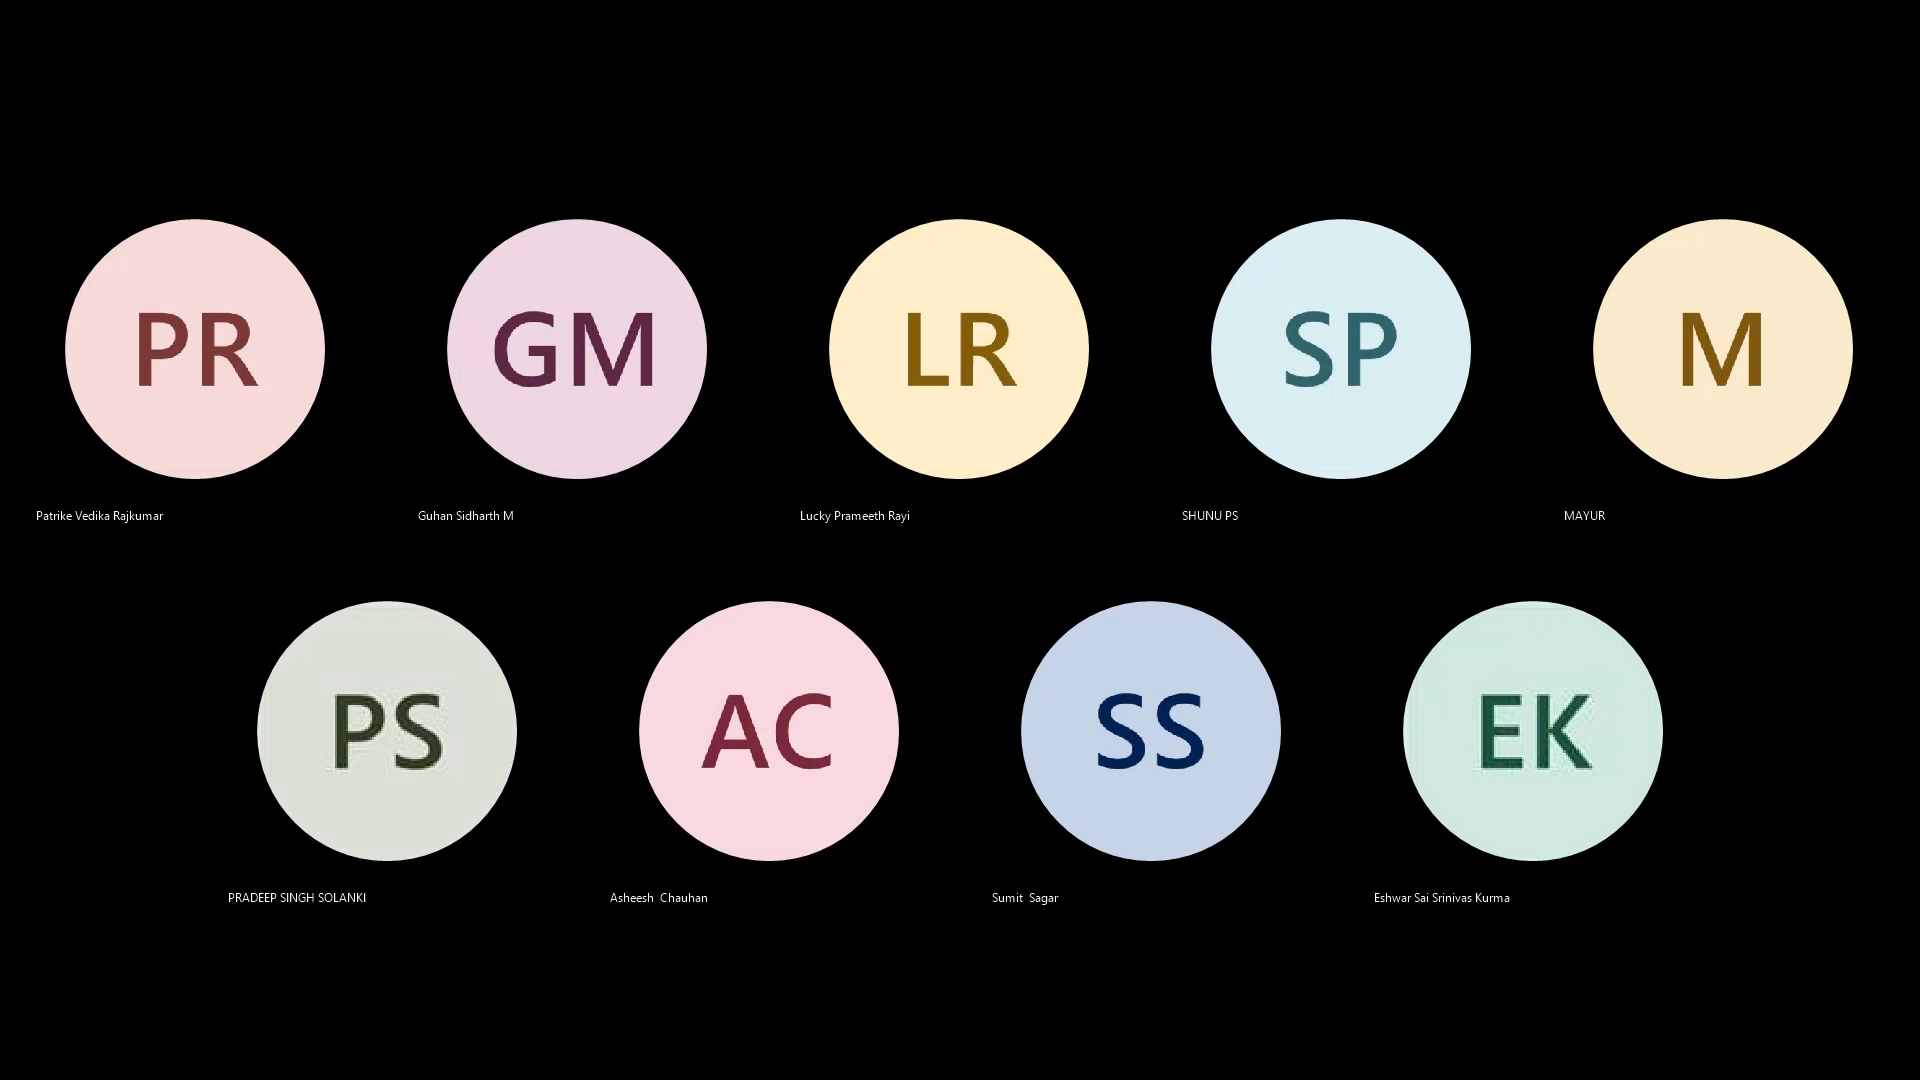 PR
GM
LR
SP
M
Patrike Vedika Rajkumar
Guhan Sidharth M
Lucky Prameeth Rayi
SHUNU PS
MAYUR
PS
AC
SS
EK
PRADEEP SINGH SOLANKI
Asheesh  Chauhan
Sumit  Sagar
Eshwar Sai Srinivas Kurma